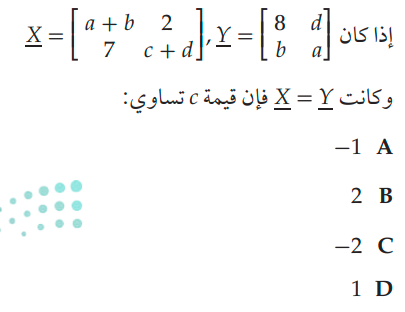 إذا كان X = [ a + b  2 ; 7  c + d ] , Y = [ 8  d ; b  a ]
وكانت X = Y فإن قيمة c تساوي:
−1 A
2 B
−2 C
1 D